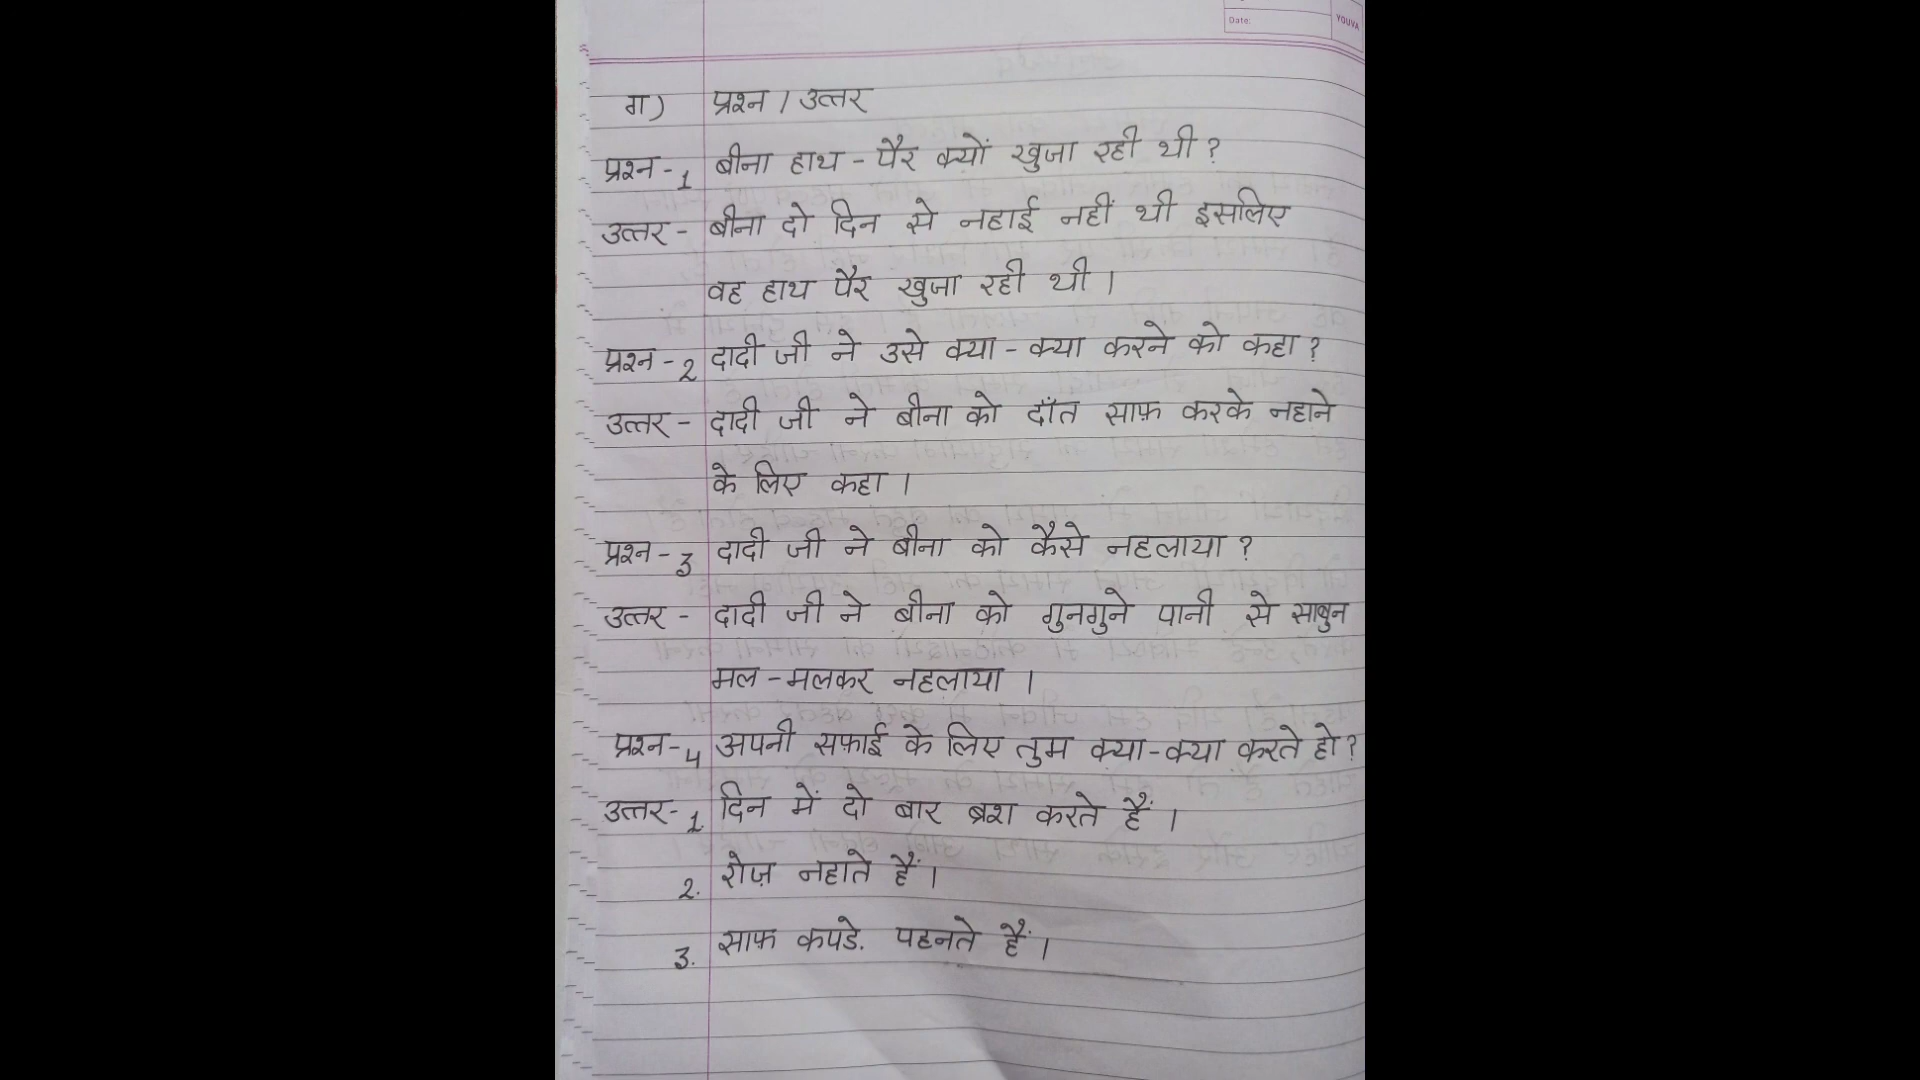 Date:
YOUVA
ग) प्रश्न / उत्तर
प्रश्न - 1 बीना हाथ - पैर क्यों खुजा रही थी ?
उत्तर - बीना दो दिन से नहाई नहीं थी इसलिए
वह हाथ पैर खुजा रही थी ।
प्रश्न - 2 दादी जी ने उसे क्या - क्या करने को कहा ?
उत्तर - दादी जी ने बीना को दाँत साफ़ करके नहाने
के लिए कहा ।
प्रश्न - 3 दादी जी ने बीना को कैसे नहलाया ?
उत्तर - दादी जी ने बीना को गुनगुने पानी से साबुन
मल - मलकर नहलाया ।
प्रश्न - 4 अपनी सफ़ाई के लिए तुम क्या - क्या करते हो ?
उत्तर - 1. दिन में दो बार ब्रश करते हैं ।
2. रोज़ नहाते हैं ।
3. साफ़ कपडे. पहनते हैं ।